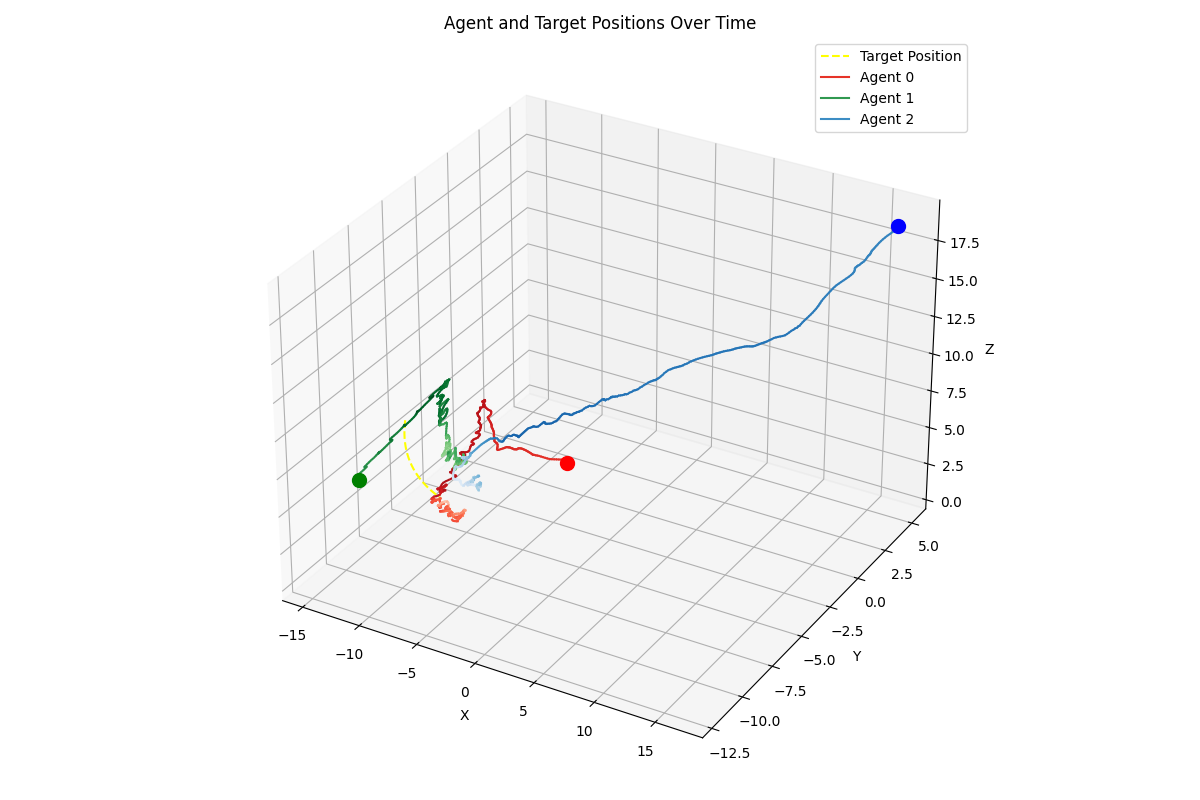 Agent and Target Positions Over Time
Target Position
Agent 0
Agent 1
Agent 2
17.5
15.0
12.5
10.0
7.5
5.0
2.5
0.0
Z
5.0
2.5
0.0
−2.5
−5.0
−7.5
−10.0
−12.5
Y
−15
−10
−5
0
5
10
15
X